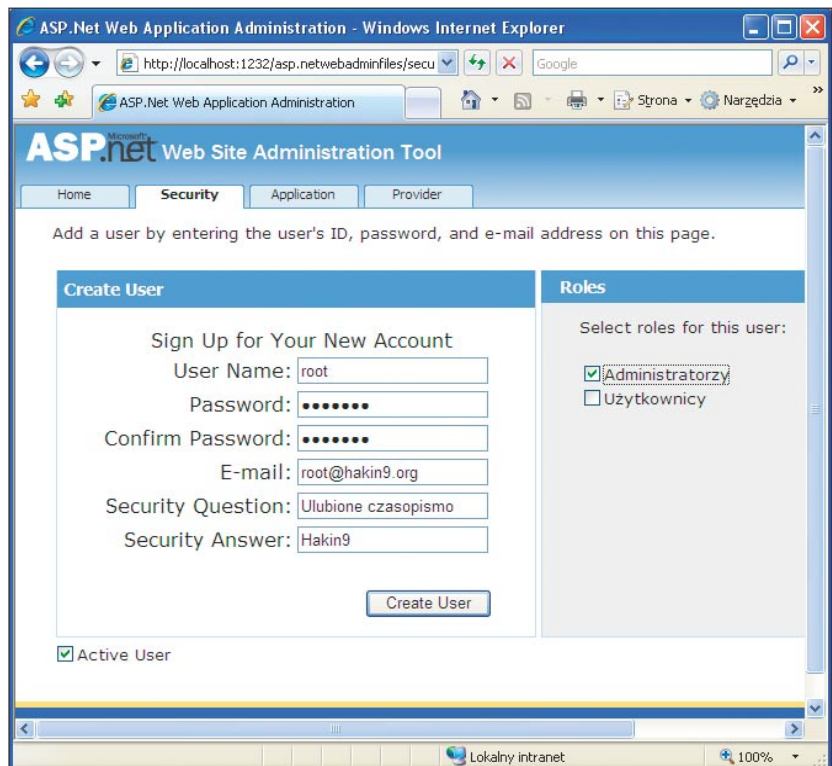 ASP.Net Web Application Administration - Windows Internet Explorer
http://localhost:1232/asp.netwebadminfiles/secu
Google
ASP.Net Web Application Administration
Strona
Narzędzia
»
Microsoft
ASP.net Web Site Administration Tool
Home Security Application Provider
Add a user by entering the user's ID, password, and e-mail address on this page.
Create User
Sign Up for Your New Account
User Name: root
Password: •••••••
Confirm Password: •••••••
E-mail: root@hakin9.org
Security Question: Ulubione czasopismo
Security Answer: Hakin9
Create User
Active User
Roles
Select roles for this user:
Administratorzy
Użytkownicy
Lokalny intranet
100%